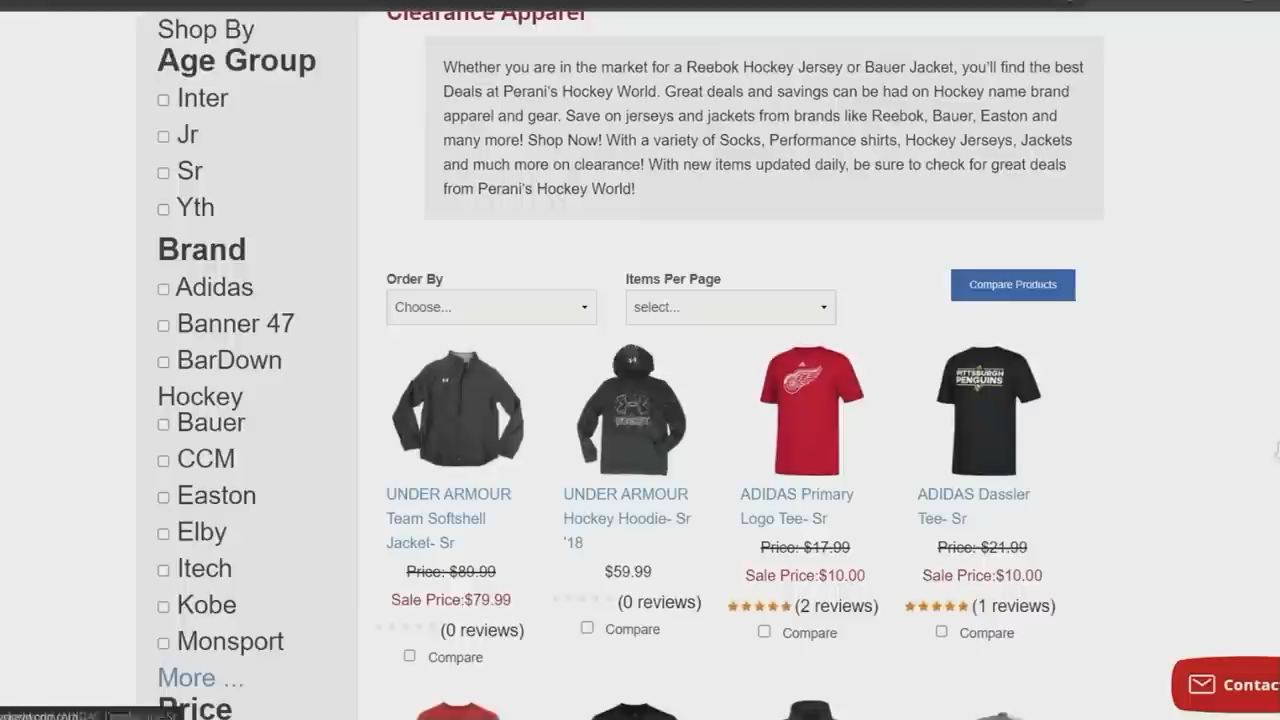 Clearance Apparel
Shop By
Age Group
Inter
Jr
Sr
Yth
Brand
Adidas
Banner 47
BarDown
Hockey
Bauer
CCM
Easton
Elby
Itech
Kobe
Monsport
More ...
Price
Whether you are in the market for a Reebok Hockey Jersey or Bauer Jacket, you'll find the best
Deals at Perani's Hockey World. Great deals and savings can be had on Hockey name brand
apparel and gear. Save on jerseys and jackets from brands like Reebok, Bauer, Easton and
many more! Shop Now! With a variety of Socks, Performance shirts, Hockey Jerseys, Jackets
and much more on clearance! With new items updated daily, be sure to check for great deals
from Perani's Hockey World!
Order By
Choose...
Items Per Page
select...
Compare Products
UNDER ARMOUR
Team Softshell
Jacket- Sr
Price: $89.99
Sale Price:$79.99
(0 reviews)
Compare
UNDER ARMOUR
Hockey Hoodie- Sr
'18
$59.99
(0 reviews)
Compare
ADIDAS Primary
Logo Tee- Sr
Price: $17.99
Sale Price:$10.00
(2 reviews)
Compare
PITTSBURGH
PENGUINS
ADIDAS Dassler
Tee- Sr
Price: $21.99
Sale Price:$10.00
(1 reviews)
Compare
Contac